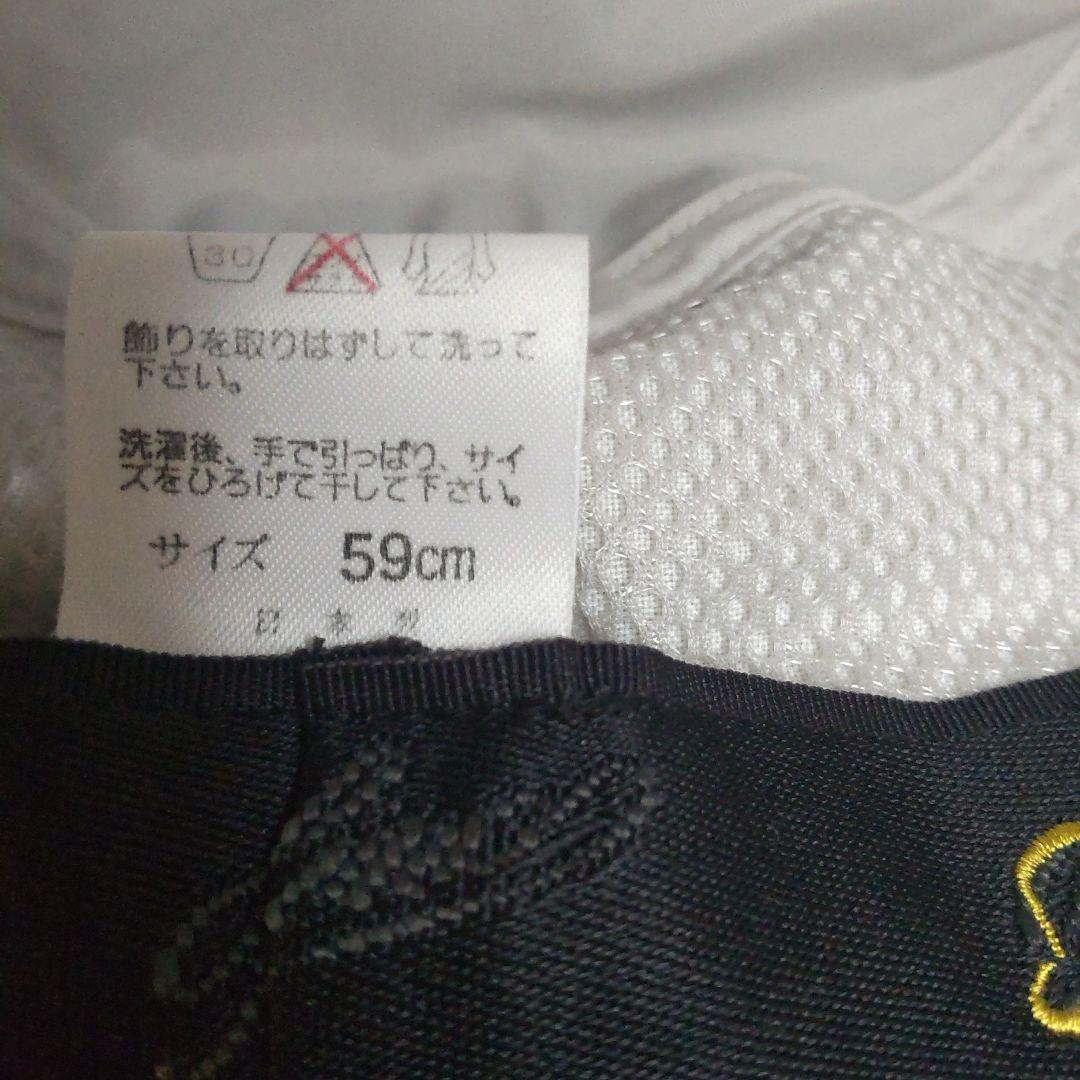 30
飾りを取りはずして洗って
下さい。
洗濯後、手で引っぱり、サイ
ズをひろげて干して下さい。
サイズ 59cm